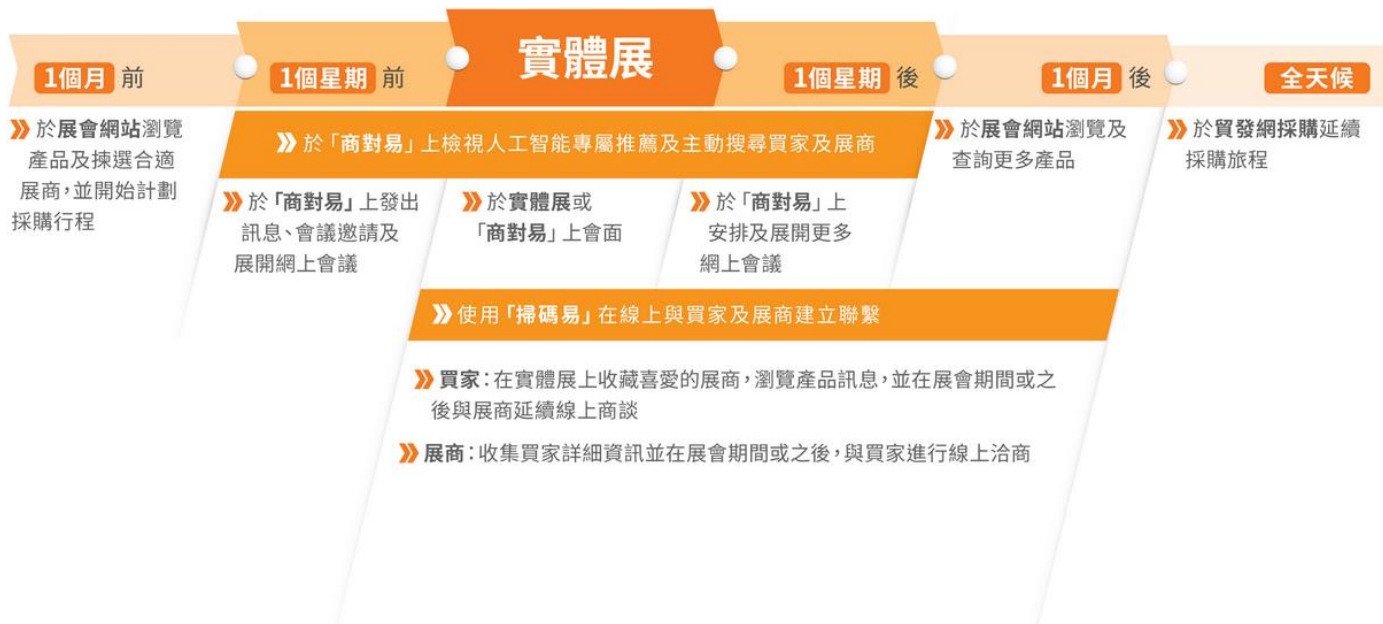 1個月 前
1個星期 前
實體展
1個星期 後
1個月 後
全天候
於展會網站瀏覽
產品及揀選合適
展商，並開始計劃
採購行程
於「商對易」上檢視人工智能專屬推薦及主動搜尋買家及展商
於「商對易」上發出
訊息、會議邀請及
展開網上會議
於實體展或
「商對易」上會面
於「商對易」上
安排及展開更多
網上會議
於展會網站瀏覽及
查詢更多產品
於貿發網採購延續
採購旅程
使用「掃碼易」在線上與買家及展商建立聯繫
買家：在實體展上收藏喜愛的展商，瀏覽產品訊息，並在展會期間或之
後與展商延續線上商談
展商：收集買家詳細資訊並在展會期間或之後，與買家進行線上洽商